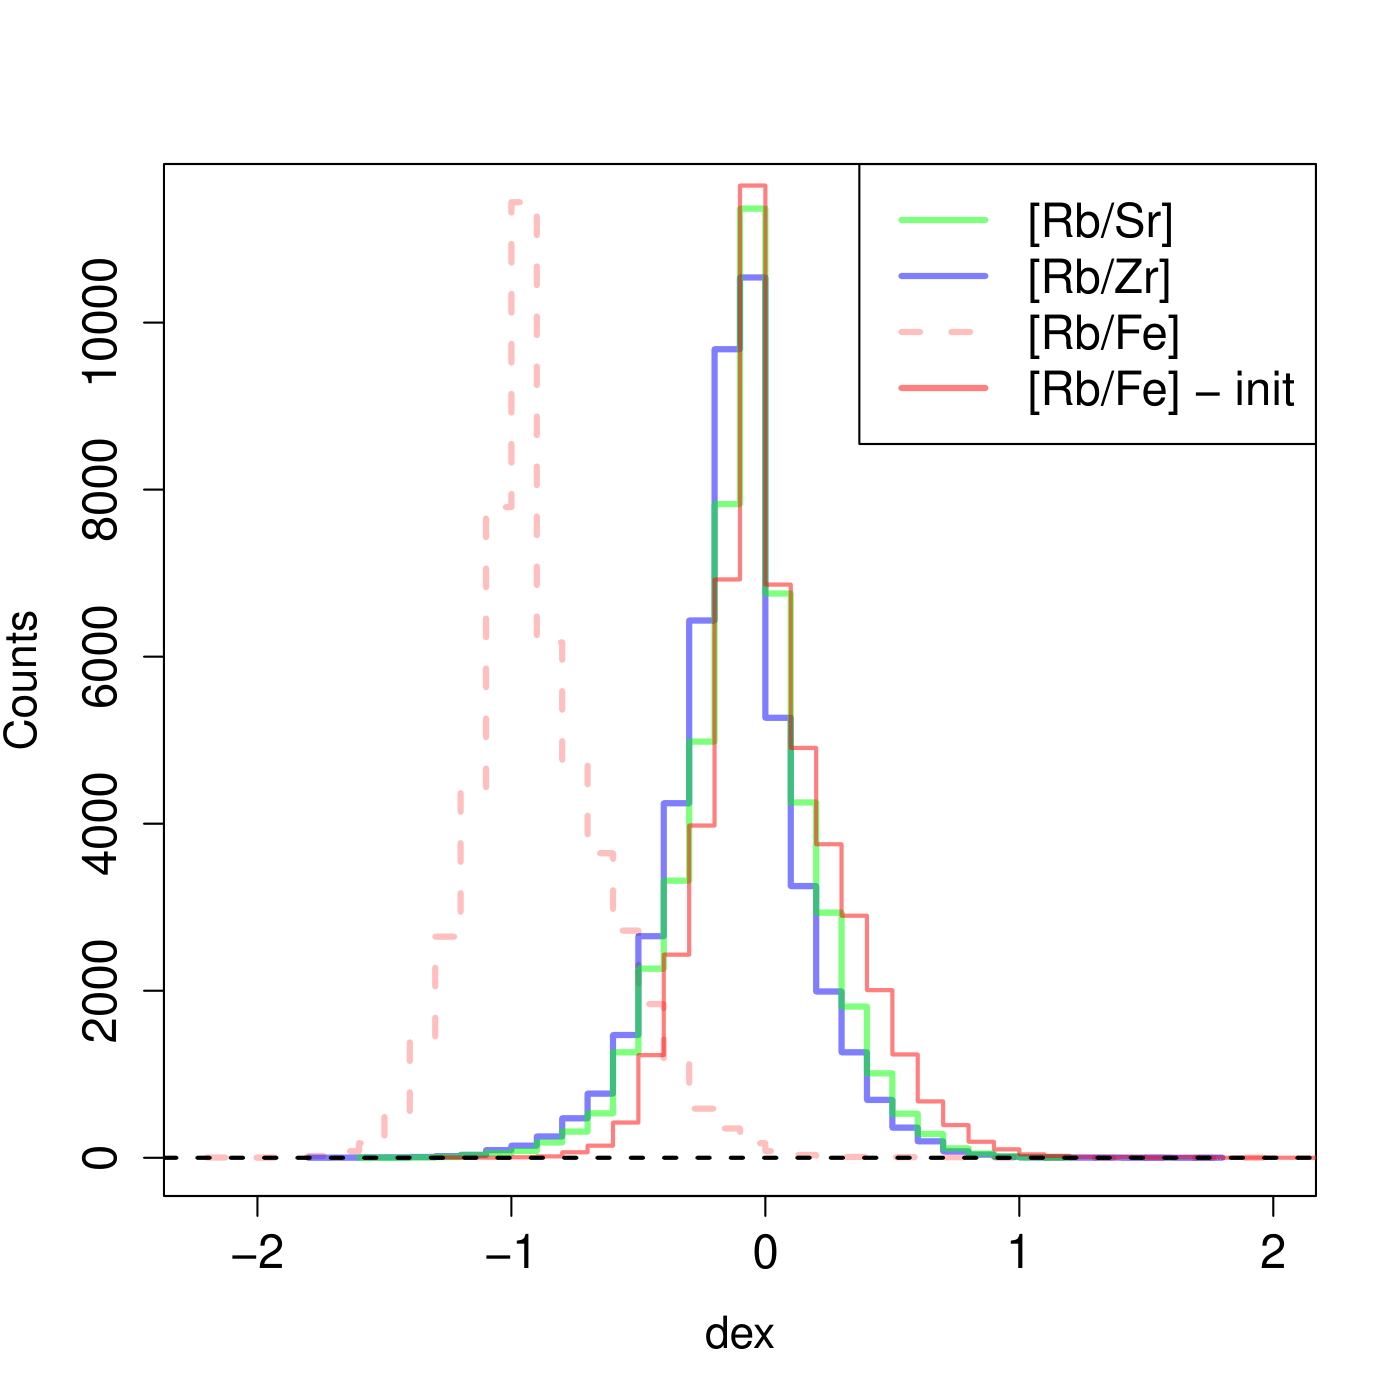 [Rb/Sr]
[Rb/Zr]
[Rb/Fe]
[Rb/Fe] − init
Counts
10000
8000
6000
4000
2000
0
−2 −1 0 1 2
dex